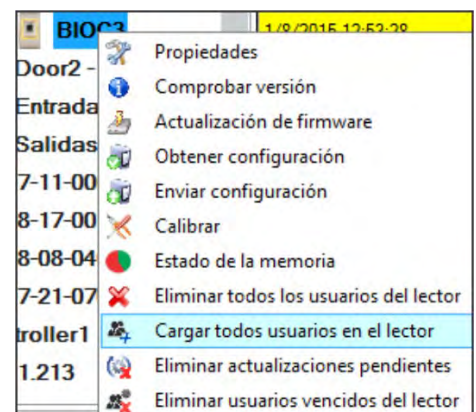 BIOC3
1/8/2015 12:53:28
Door2 -
Entrada
Salidas
7-11-00
8-17-00
8-08-04
7-21-07
troller1
1.213
Propiedades
Comprobar versión
Actualización de firmware
Obtener configuración
Enviar configuración
Calibrar
Estado de la memoria
Eliminar todos los usuarios del lector
Cargar todos usuarios en el lector
Eliminar actualizaciones pendientes
Eliminar usuarios vencidos del lector